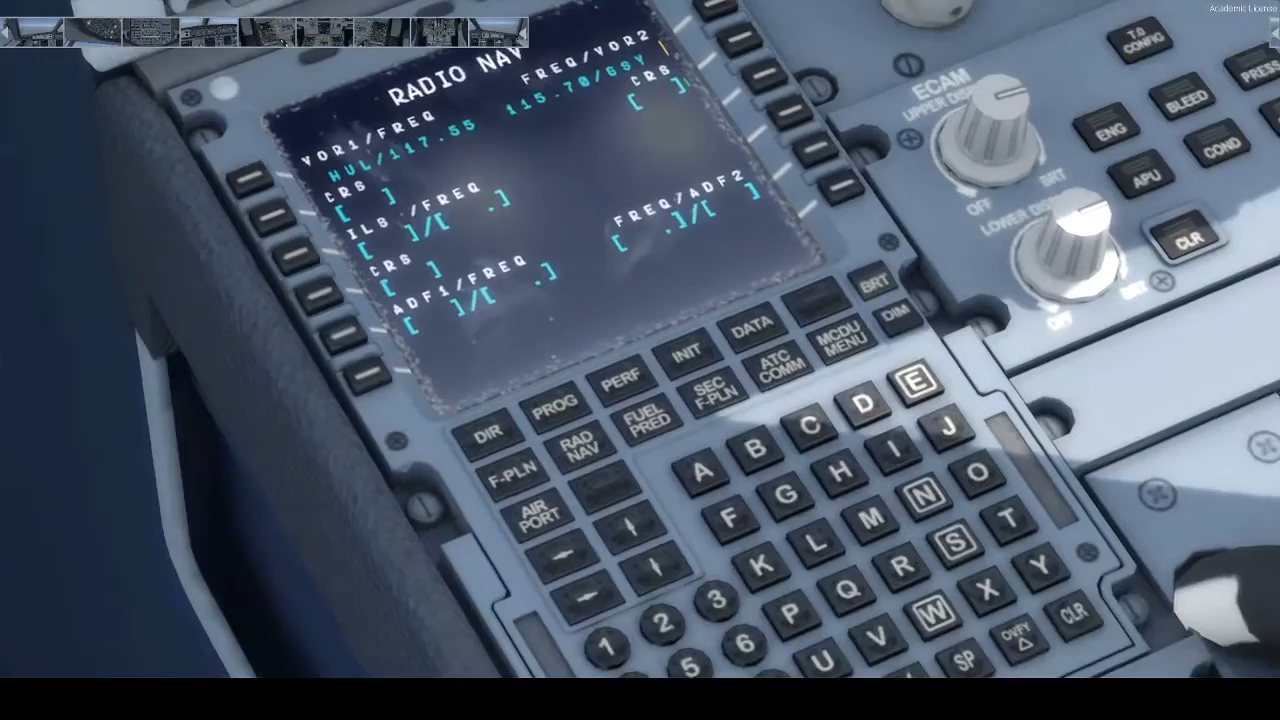 Academic License
RADIO NAV
VOR1/FREQ FREQ/VOR2
HUL/117.55 115.70/GSY
CRS CRS
[ ] [ ]
ILS /FREQ
[ ]/[ .]
CRS FREQ/ADF2
[ ] [ .]/[ ]
ADF1/FREQ
[ ]/[ .]
ECAM
UPPER
OFF BRT
LOWER
OFF BRT
T.O CONFIG
ENG BLEED PRESS
APU COND
CLR
DIR PROG PERF INIT DATA BRT
F-PLN RAD NAV FUEL PRED SEC F-PLN ATC COMM MCDU MENU DIM
AIR PORT
A B C D E
F G H I J
K L M N O
P Q R S T
U V W X Y
SP OVFY Δ CLR
1 2 3
5 6